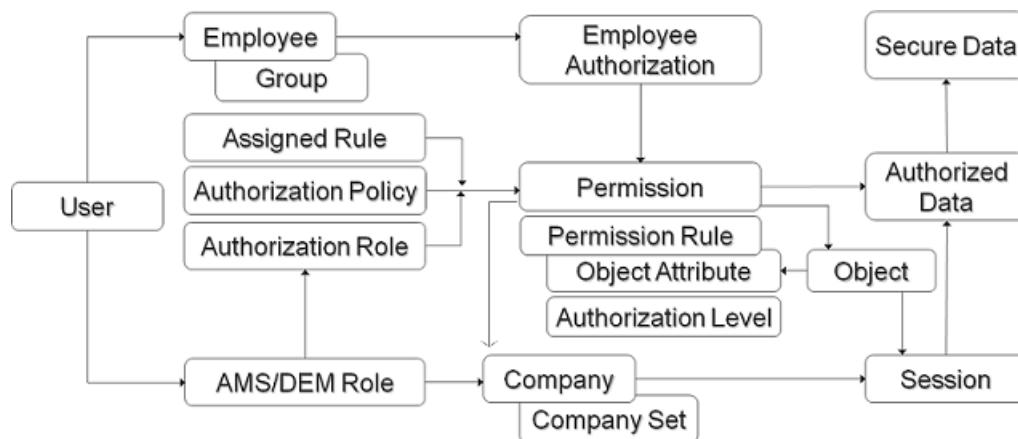 Employee
Group
Employee
Authorization
Secure Data
Assigned Rule
Authorization Policy
Authorization Role
User
Permission
Permission Rule
Object Attribute
Authorization Level
Object
Authorized
Data
AMS/DEM Role
Company
Company Set
Session